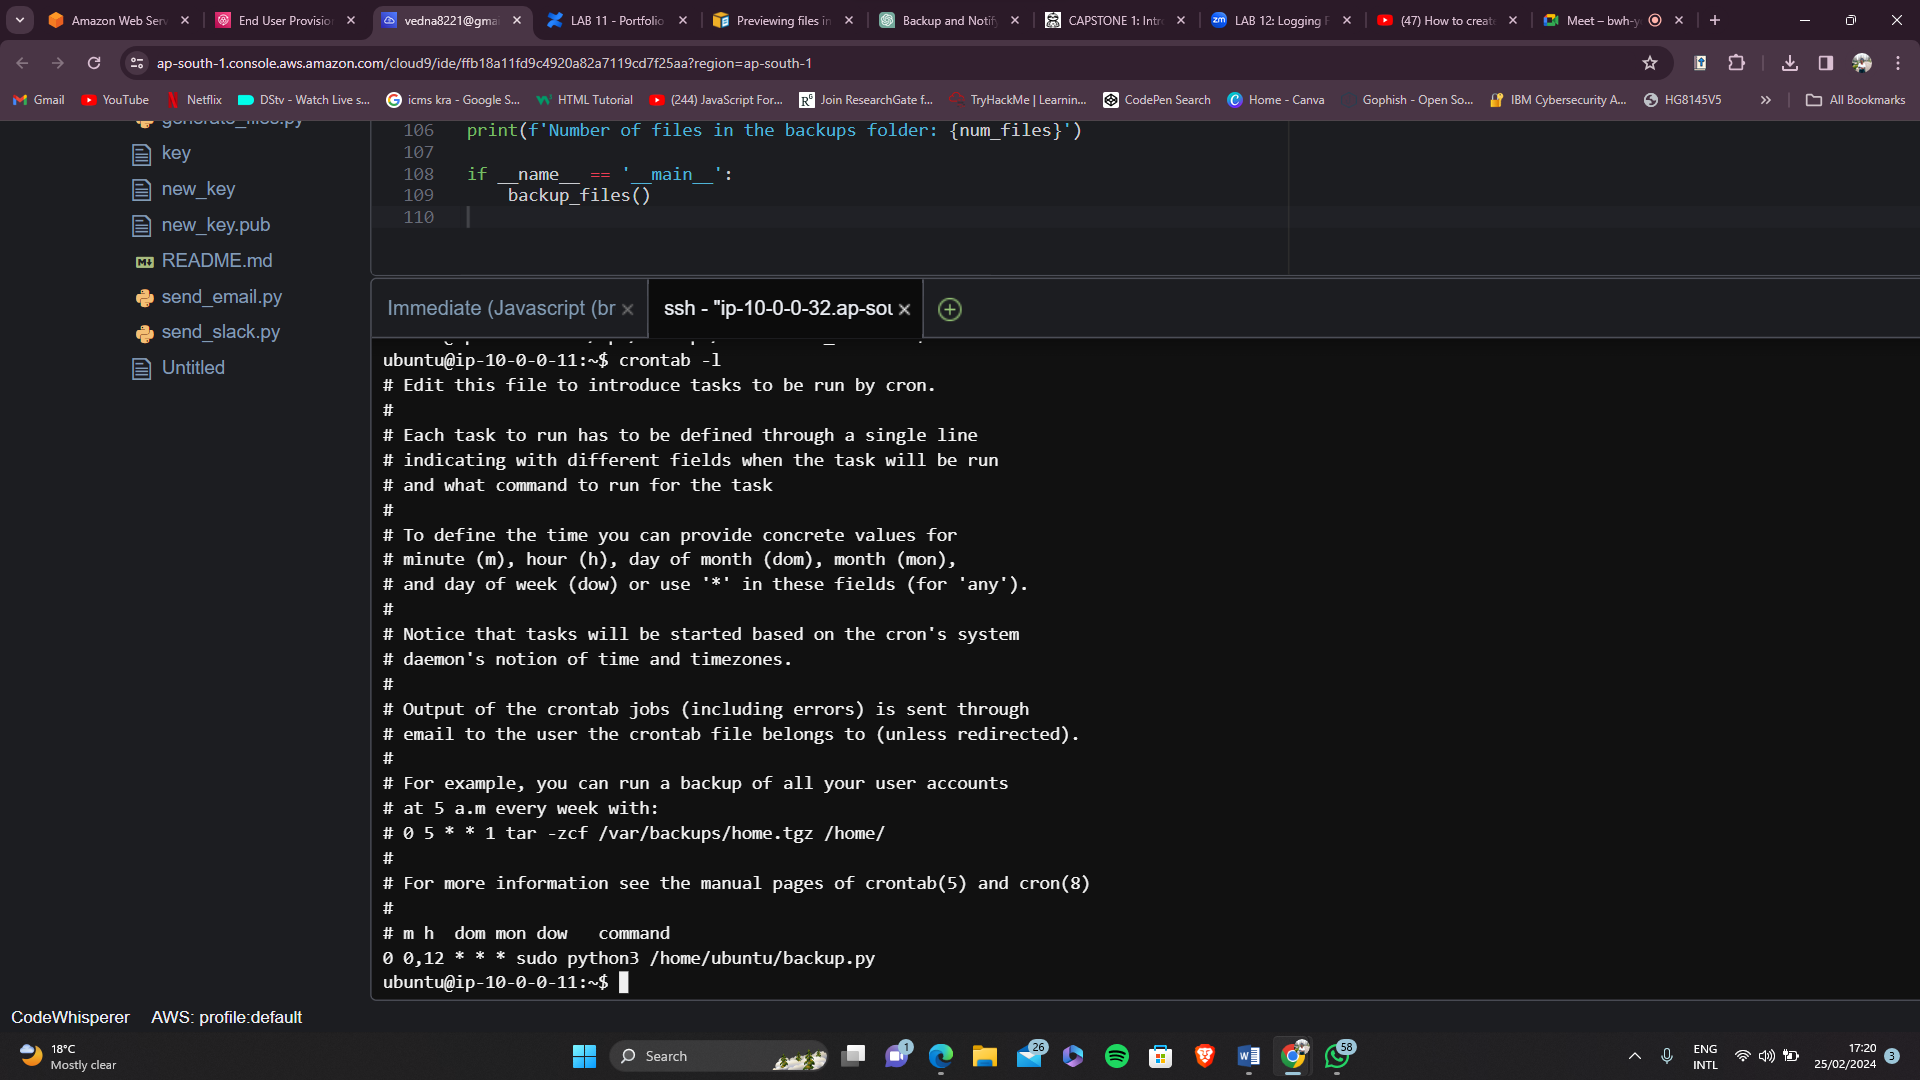 Amazon Web Serv
End User Provision
vedna8221@gmai
LAB 11 - Portfolio
Previewing files in
Backup and Notify
CAPSTONE 1: Intr
LAB 12: Logging F
(47) How to create
Meet – bwh-y
ap-south-1.console.aws.amazon.com/cloud9/ide/ffb18a11fd9c4920a82a7119cd7f25aa?region=ap-south-1
Gmail
YouTube
Netflix
DStv - Watch Live s...
icms kra - Google S...
HTML Tutorial
(244) JavaScript For...
Join ResearchGate f...
TryHackMe | Learnin...
CodePen Search
Home - Canva
Gophish - Open So...
IBM Cybersecurity A...
HG8145V5
All Bookmarks
generate_files.py
key
new_key
new_key.pub
README.md
send_email.py
send_slack.py
Untitled
106 print(f'Number of files in the backups folder: {num_files}')
107
108 if __name__ == '__main__':
109 backup_files()
110
Immediate (Javascript (br
ssh - "ip-10-0-0-32.ap-sou
ubuntu@ip-10-0-0-11:~$ crontab -l
# Edit this file to introduce tasks to be run by cron.
#
# Each task to run has to be defined through a single line
# indicating with different fields when the task will be run
# and what command to run for the task
#
# To define the time you can provide concrete values for
# minute (m), hour (h), day of month (dom), month (mon),
# and day of week (dow) or use '*' in these fields (for 'any').
#
# Notice that tasks will be started based on the cron's system
# daemon's notion of time and timezones.
#
# Output of the crontab jobs (including errors) is sent through
# email to the user the crontab file belongs to (unless redirected).
#
# For example, you can run a backup of all your user accounts
# at 5 a.m every week with:
# 0 5 * * 1 tar -zcf /var/backups/home.tgz /home/
#
# For more information see the manual pages of crontab(5) and cron(8)
#
# m h  dom mon dow   command
0 0,12 * * * sudo python3 /home/ubuntu/backup.py
ubuntu@ip-10-0-0-11:~$
CodeWhisperer
AWS: profile:default
18°C
Mostly clear
Search
1
26
58
ENG
INTL
17:20
25/02/2024
3